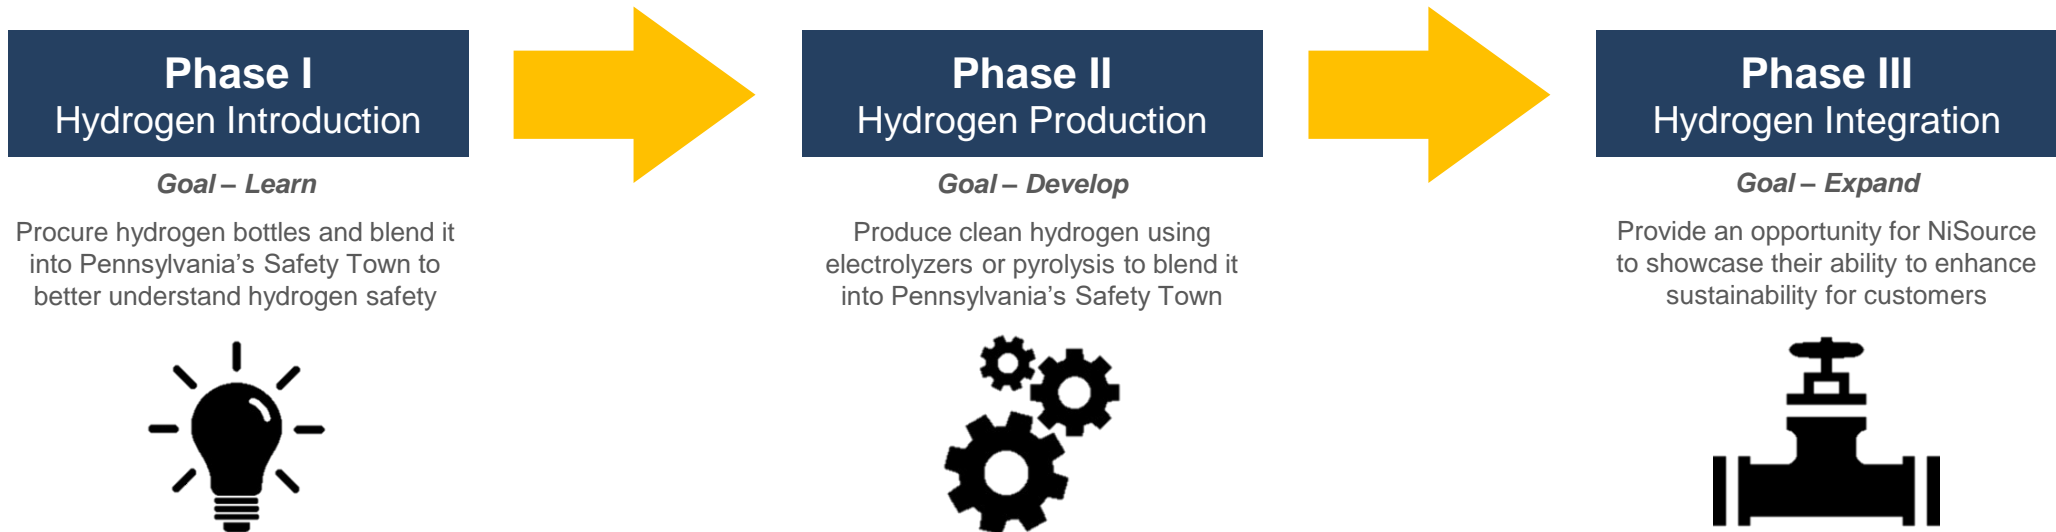 Phase I
Hydrogen Introduction
Goal – Learn
Procure hydrogen bottles and blend it
into Pennsylvania’s Safety Town to
better understand hydrogen safety
Phase II
Hydrogen Production
Goal – Develop
Produce clean hydrogen using
electrolyzers or pyrolysis to blend it
into Pennsylvania’s Safety Town
Phase III
Hydrogen Integration
Goal – Expand
Provide an opportunity for NiSource
to showcase their ability to enhance
sustainability for customers